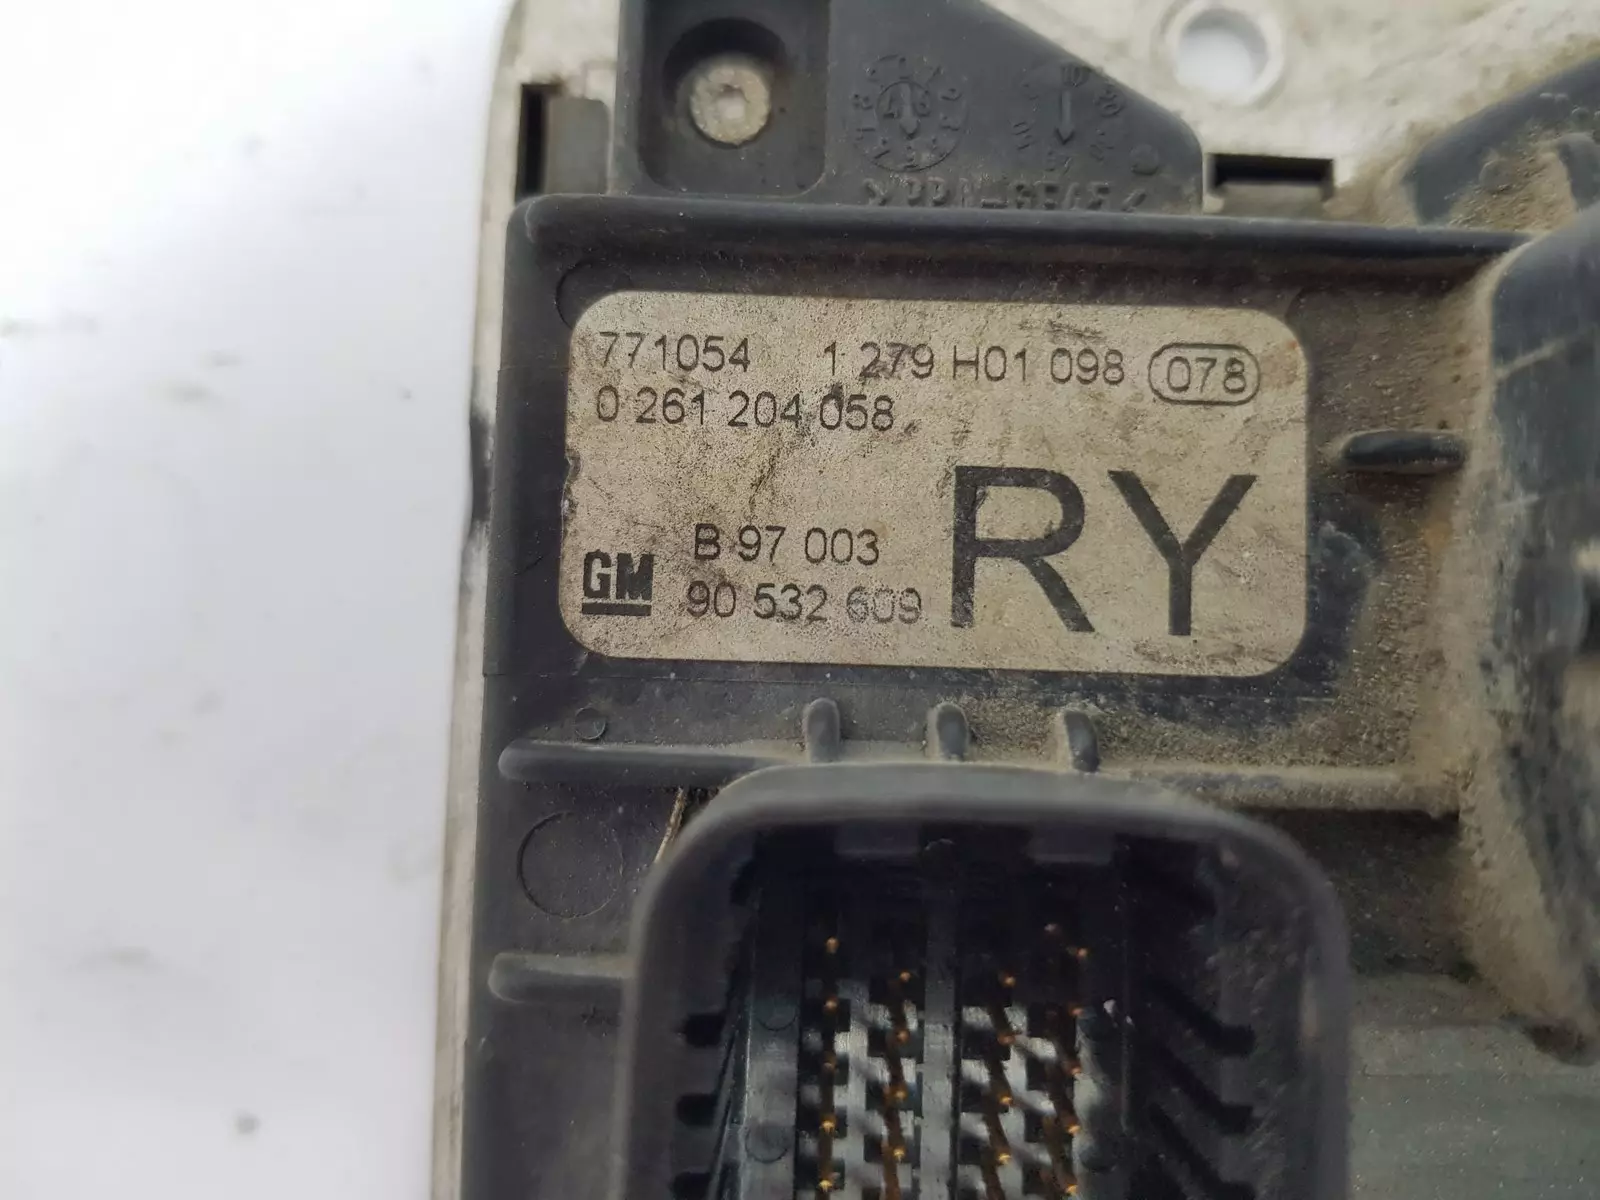 771054 1 279 H01 098 078
0 261 204 058
B 97 003
GM 90 532 609
RY